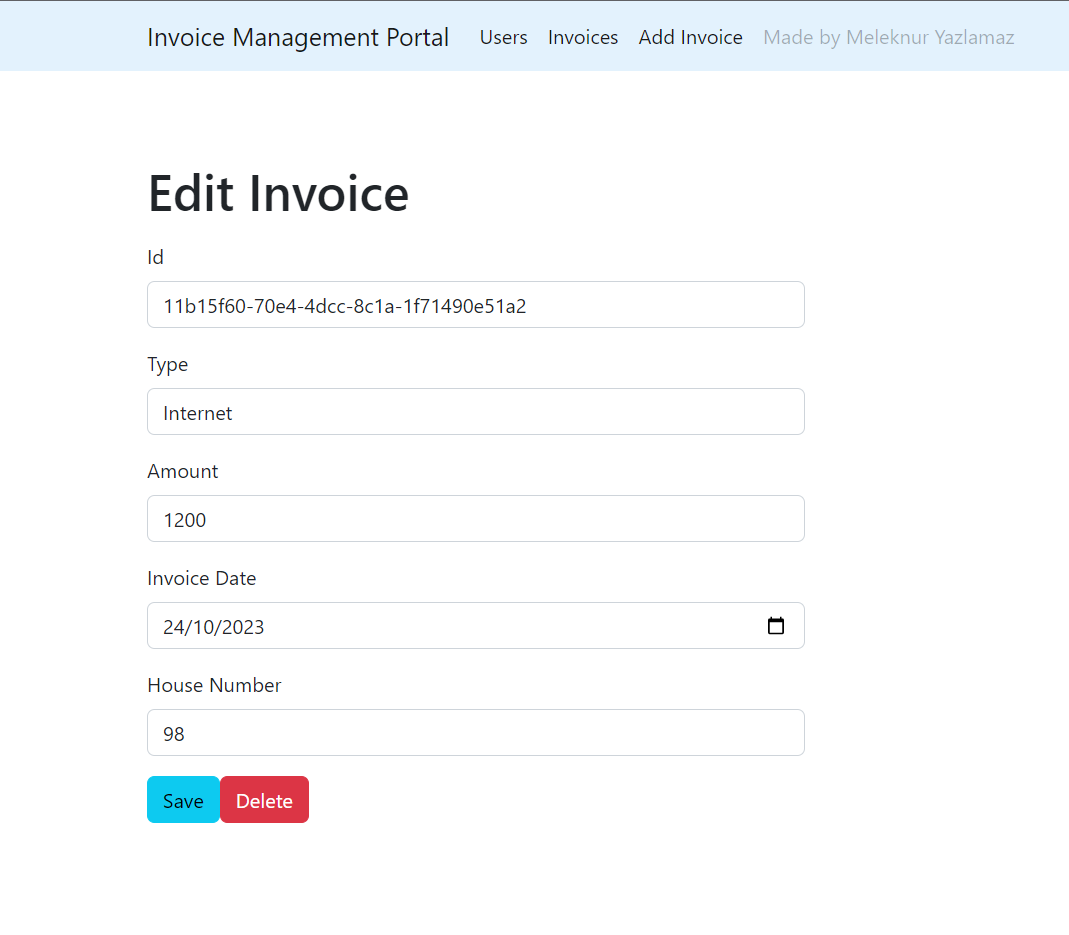 Invoice Management Portal Users Invoices Add Invoice Made by Meleknur Yazlamaz
Edit Invoice
Id
11b15f60-70e4-4dcc-8c1a-1f71490e51a2
Type
Internet
Amount
1200
Invoice Date
24/10/2023
House Number
98
Save Delete